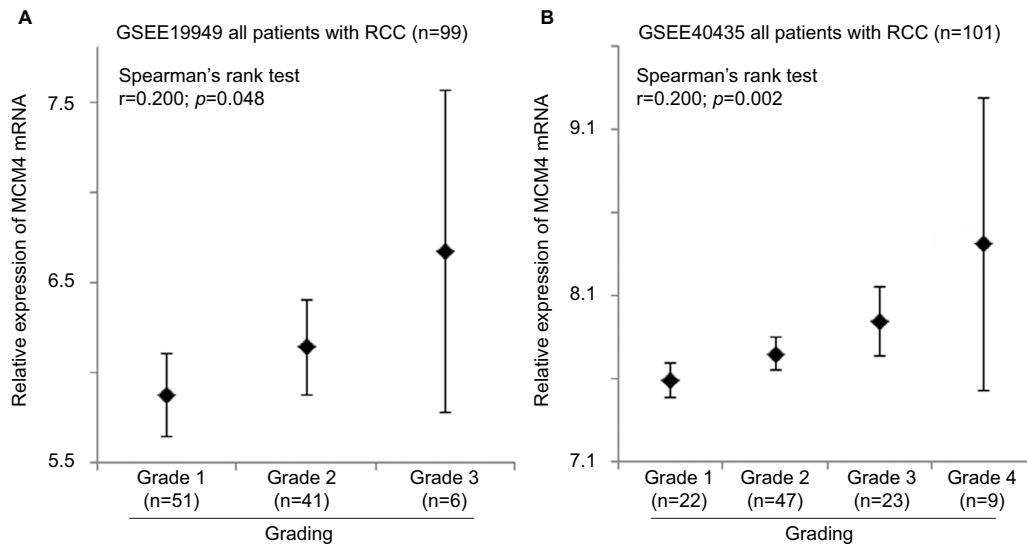 A
GSEE19949 all patients with RCC (n=99)
Spearman's rank test
r=0.200; p=0.048
Relative expression of MCM4 mRNA
7.5
6.5
5.5
Grade 1 Grade 2 Grade 3
(n=51) (n=41) (n=6)
Grading
B
GSEE40435 all patients with RCC (n=101)
Spearman's rank test
r=0.200; p=0.002
Relative expression of MCM4 mRNA
9.1
8.1
7.1
Grade 1 Grade 2 Grade 3 Grade 4
(n=22) (n=47) (n=23) (n=9)
Grading